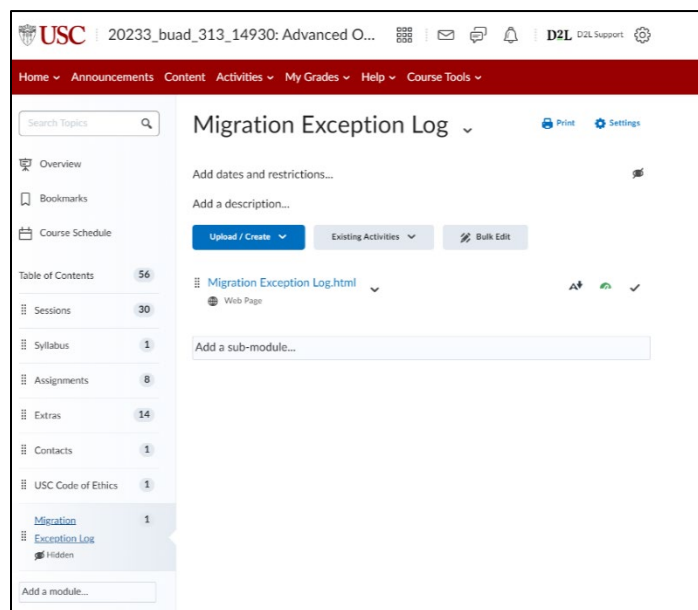 USC
20233_buad_313_14930: Advanced O...
D2L D2L Support
Home Announcements Content Activities My Grades Help Course Tools
Search Topics
Overview
Bookmarks
Course Schedule
Table of Contents 56
Sessions 30
Syllabus 1
Assignments 8
Extras 14
Contacts 1
USC Code of Ethics 1
Migration 1
Exception Log
Hidden
Add a module...
Migration Exception Log
Print Settings
Add dates and restrictions...
Add a description...
Upload / Create Existing Activities Bulk Edit
Migration Exception Log.html
Web Page
Add a sub-module...